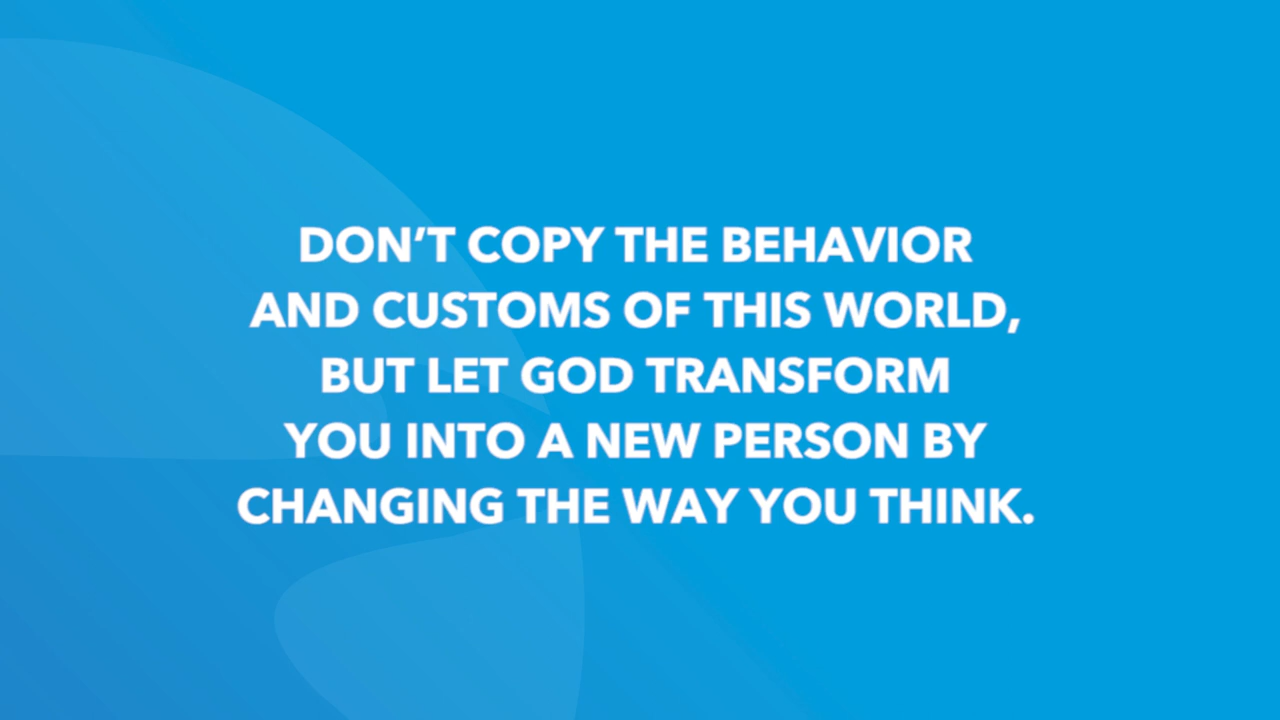 DON’T COPY THE BEHAVIOR
AND CUSTOMS OF THIS WORLD,
BUT LET GOD TRANSFORM
YOU INTO A NEW PERSON BY
CHANGING THE WAY YOU THINK.